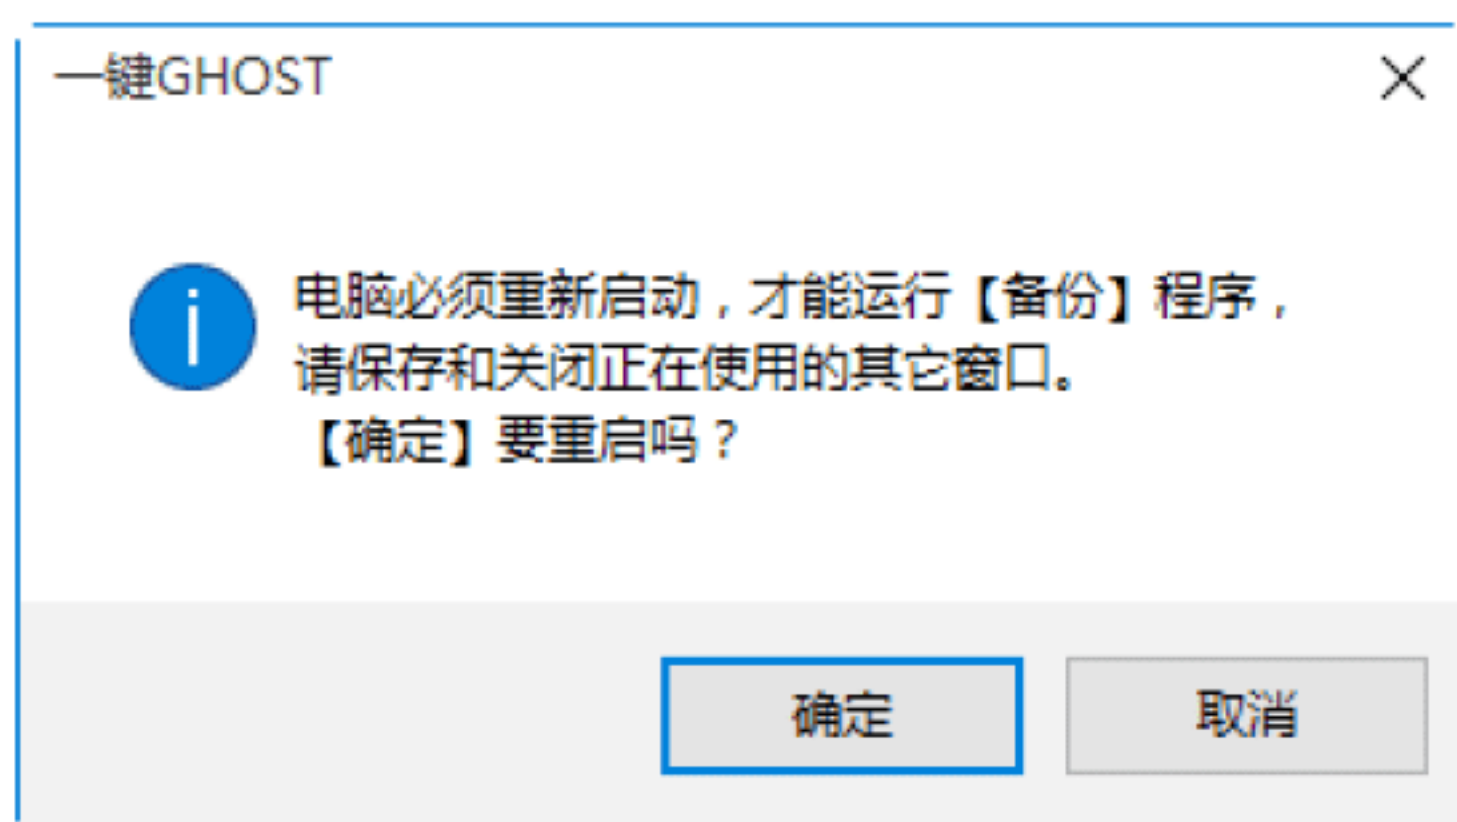 一键GHOST
电脑必须重新启动，才能运行【备份】程序，
请保存和关闭正在使用的其它窗口。
【确定】要重启吗？
确定
取消